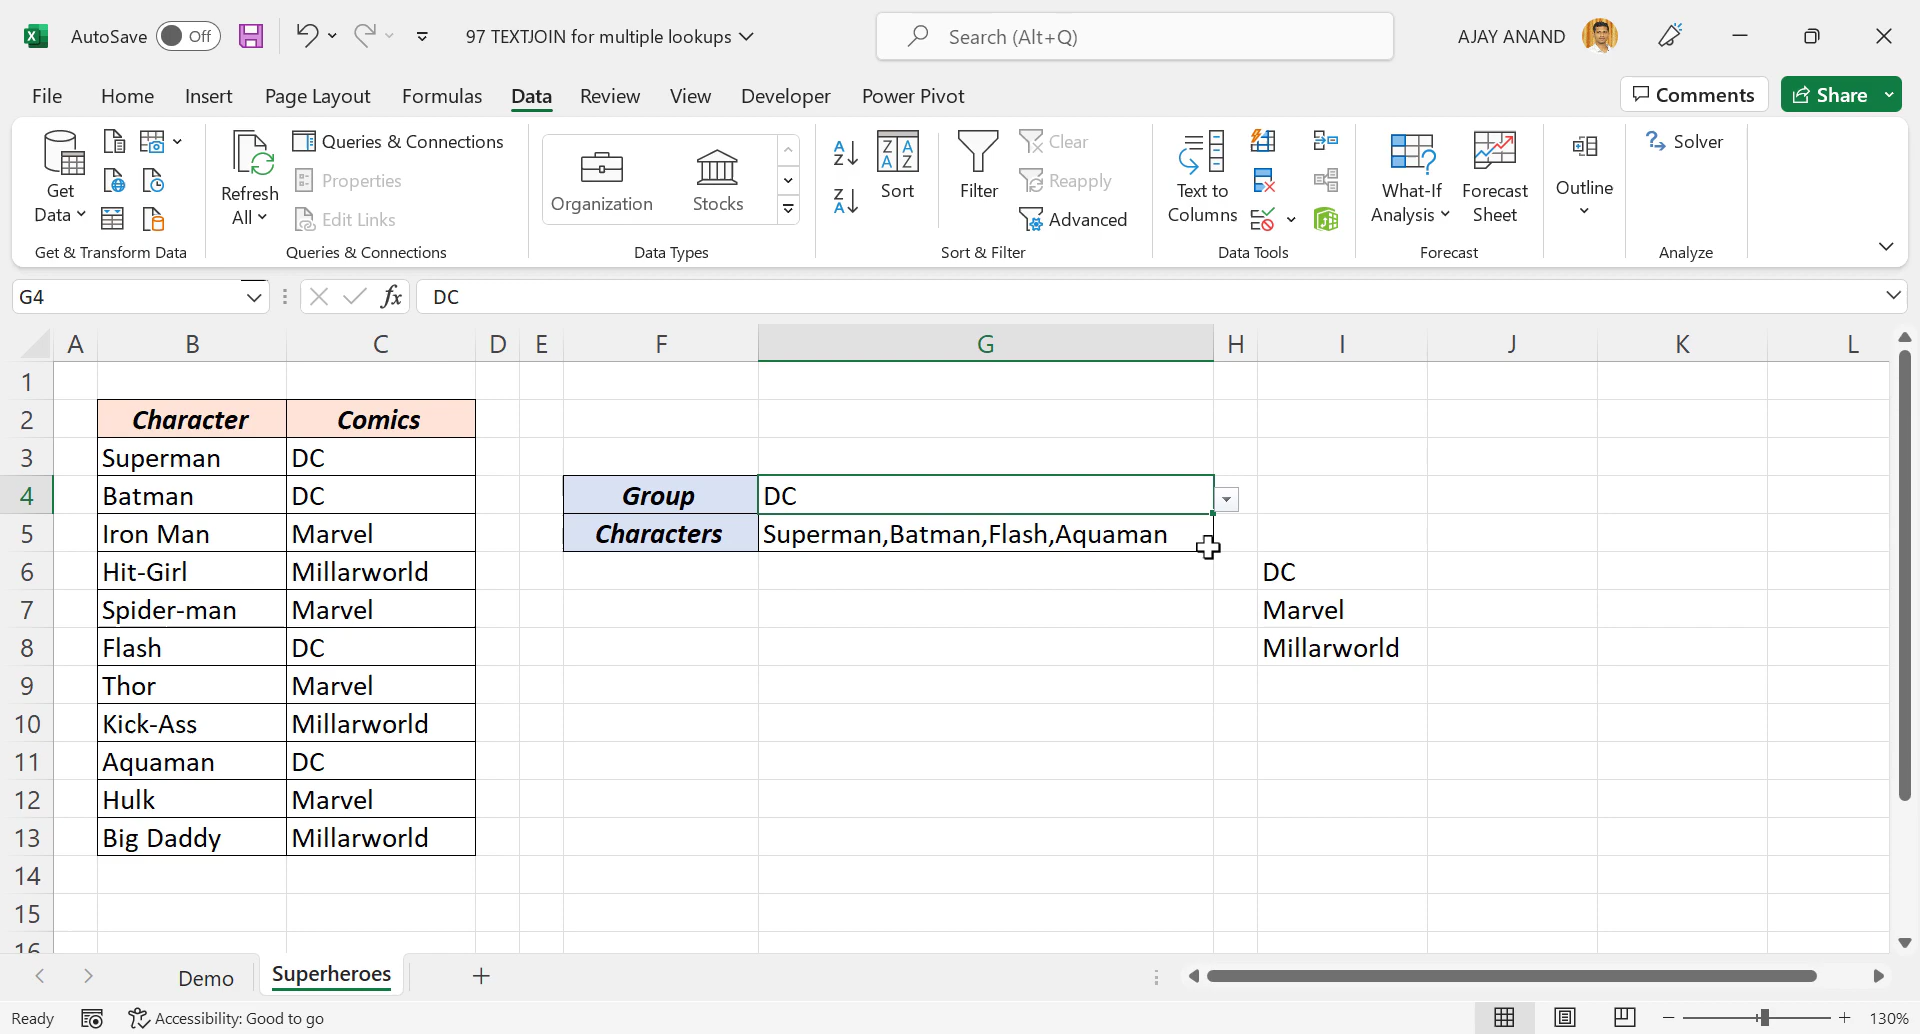 AutoSave Off 97 TEXTJOIN for multiple lookups Search (Alt+Q) AJAY ANAND
File Home Insert Page Layout Formulas Data Review View Developer Power Pivot Comments Share
Get Data Refresh All Queries & Connections Properties Edit Links Organization Stocks Sort Filter Clear Reapply Advanced Text to Columns What-If Analysis Forecast Sheet Outline Solver
Get & Transform Data Queries & Connections Data Types Sort & Filter Data Tools Forecast Analyze
G4 fx DC
A B C D E F G H I J K L
1
2 Character Comics
3 Superman DC
4 Batman DC Group DC
5 Iron Man Marvel Characters Superman,Batman,Flash,Aquaman
6 Hit-Girl Millarworld DC
7 Spider-man Marvel Marvel
8 Flash DC Millarworld
9 Thor Marvel
10 Kick-Ass Millarworld
11 Aquaman DC
12 Hulk Marvel
13 Big Daddy Millarworld
14
15
16
Demo Superheroes
Ready Accessibility: Good to go 130%